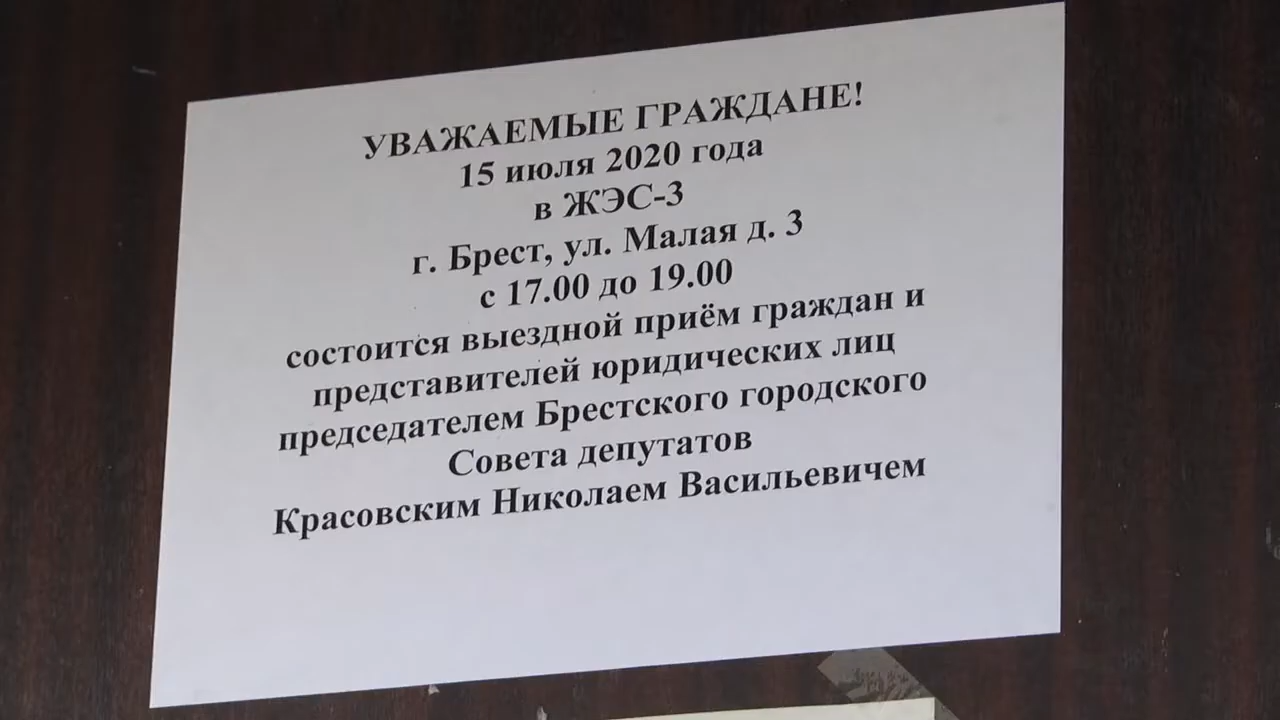 УВАЖАЕМЫЕ ГРАЖДАНЕ!
15 июля 2020 года
в ЖЭС-3
г. Брест, ул. Малая д. 3
с 17.00 до 19.00
состоится выездной приём граждан и
представителей юридических лиц
председателем Брестского городского
Совета депутатов
Красовским Николаем Васильевичем